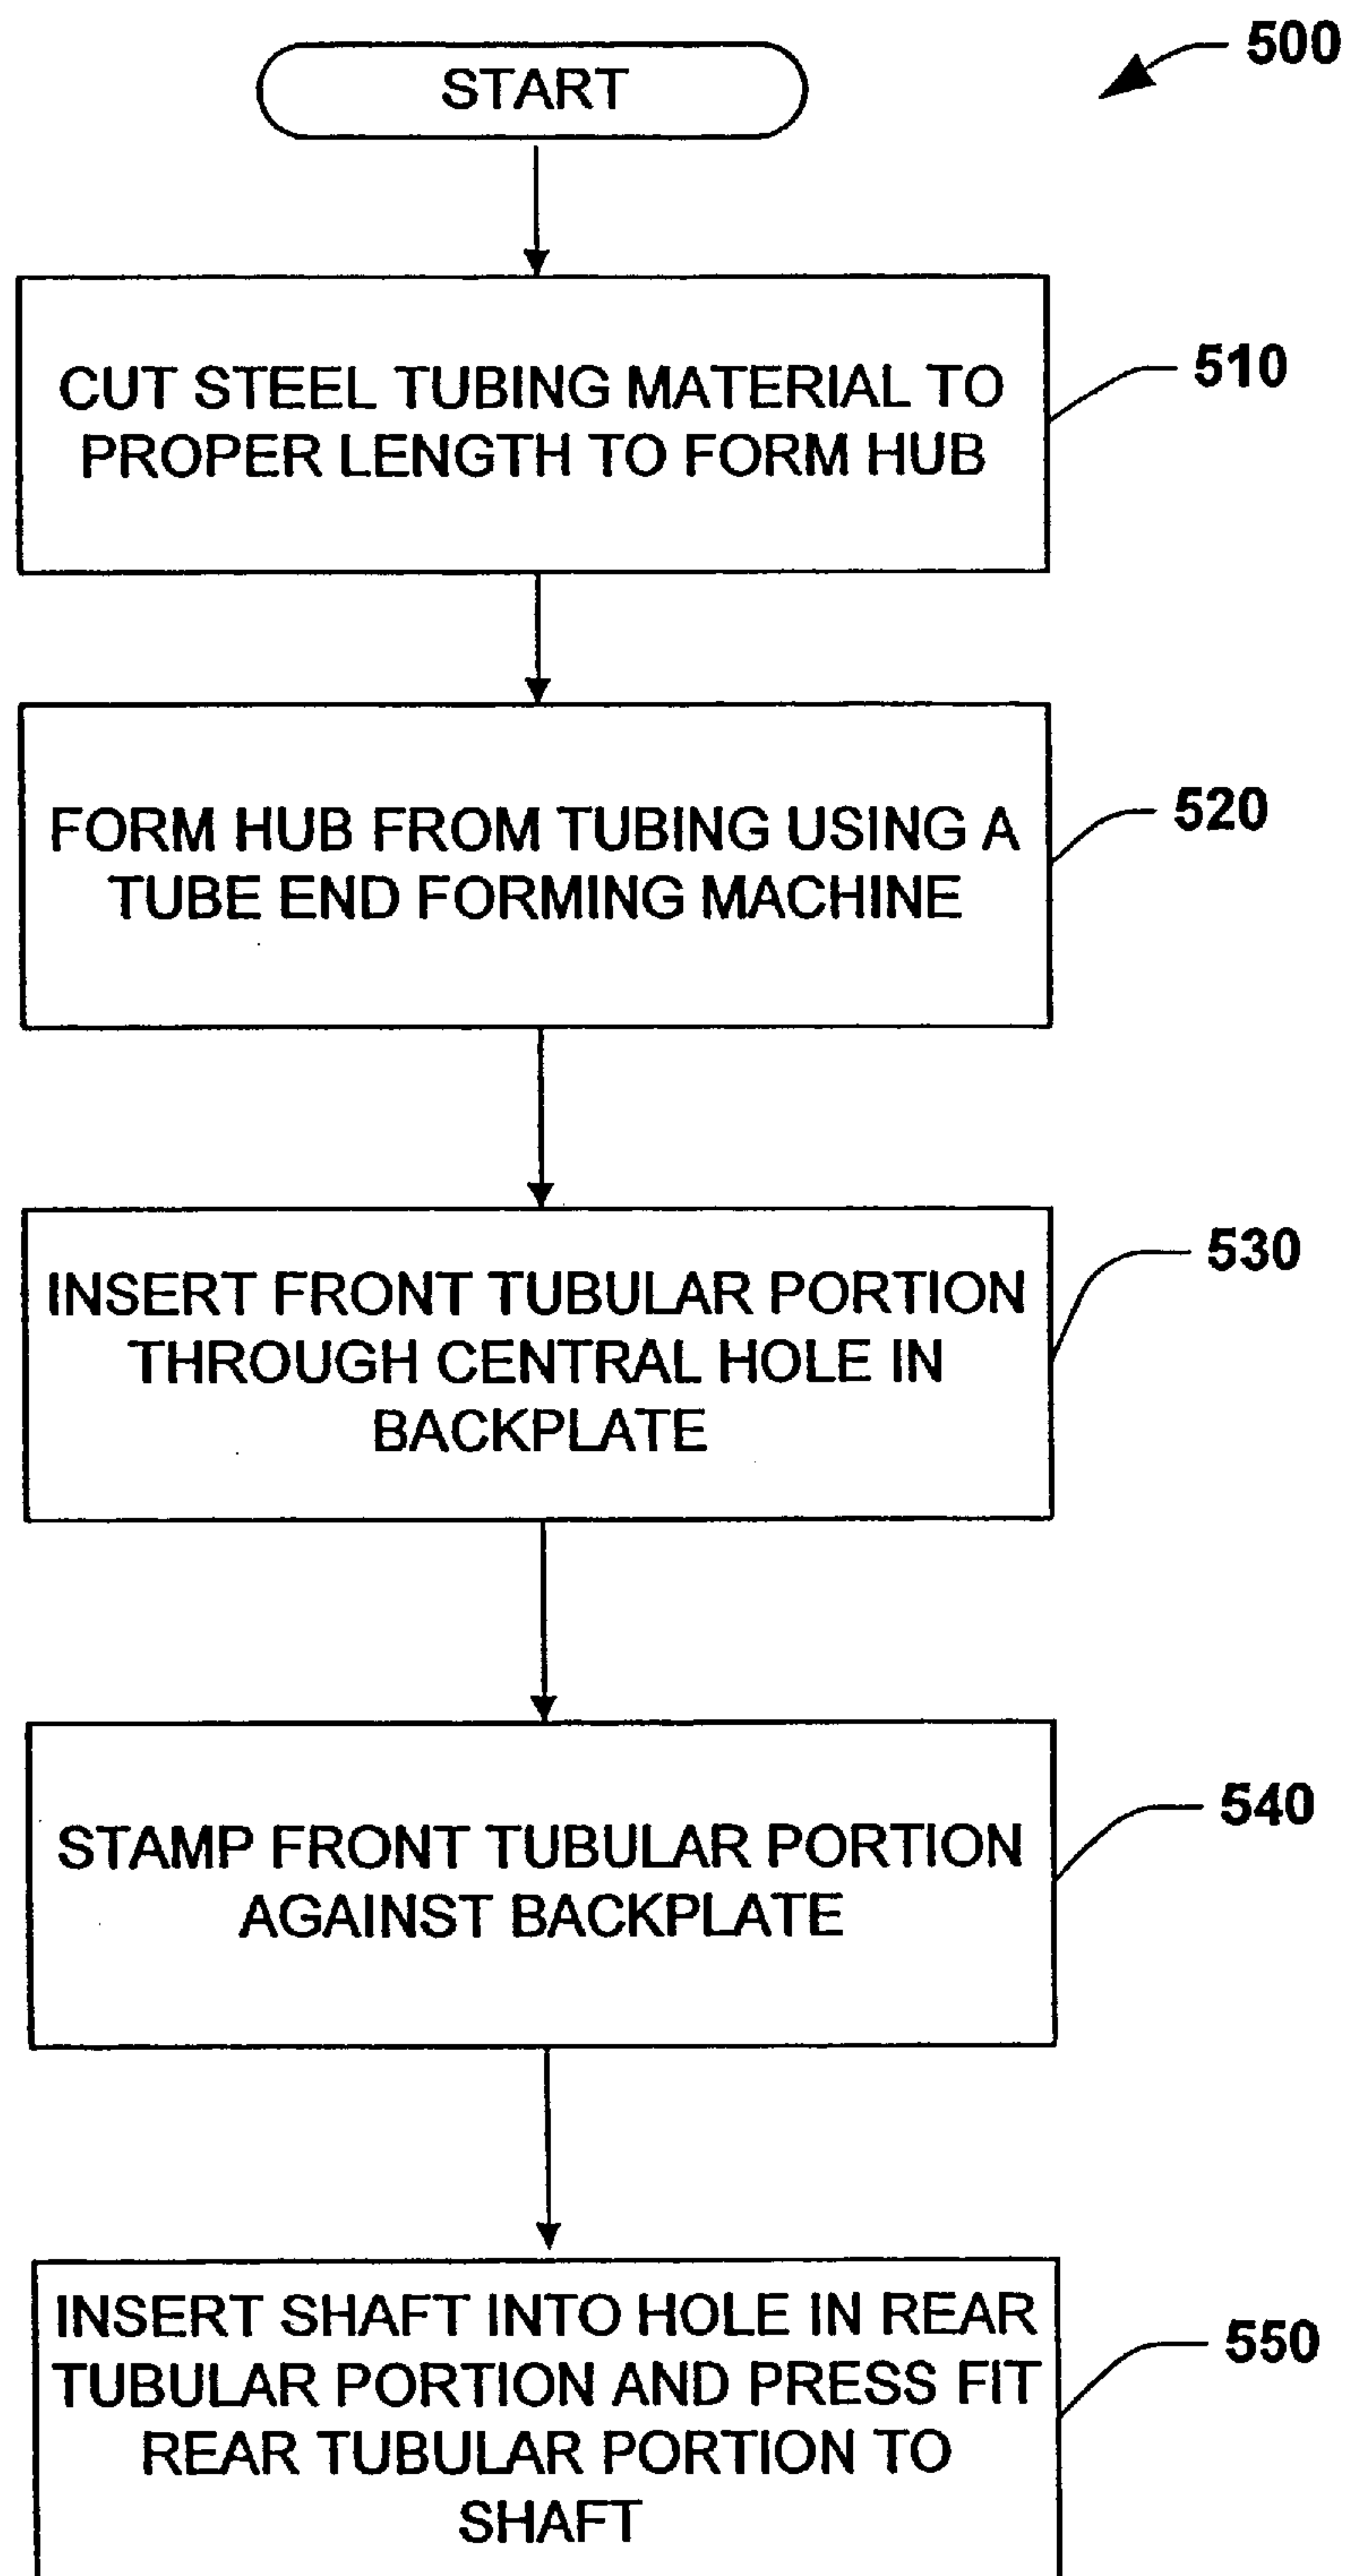 500
START
CUT STEEL TUBING MATERIAL TO
PROPER LENGTH TO FORM HUB
510
FORM HUB FROM TUBING USING A
TUBE END FORMING MACHINE
520
INSERT FRONT TUBULAR PORTION
THROUGH CENTRAL HOLE IN
BACKPLATE
530
STAMP FRONT TUBULAR PORTION
AGAINST BACKPLATE
540
INSERT SHAFT INTO HOLE IN REAR
TUBULAR PORTION AND PRESS FIT
REAR TUBULAR PORTION TO
SHAFT
550